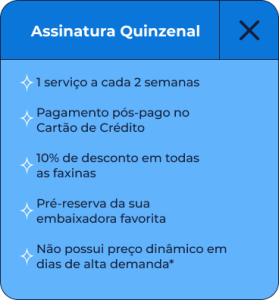 Assinatura Quinzenal
1 serviço a cada 2 semanas
Pagamento pós-pago no
Cartão de Crédito
10% de desconto em todas
as faxinas
Pré-reserva da sua
embaixadora favorita
Não possui preço dinâmico em
dias de alta demanda*